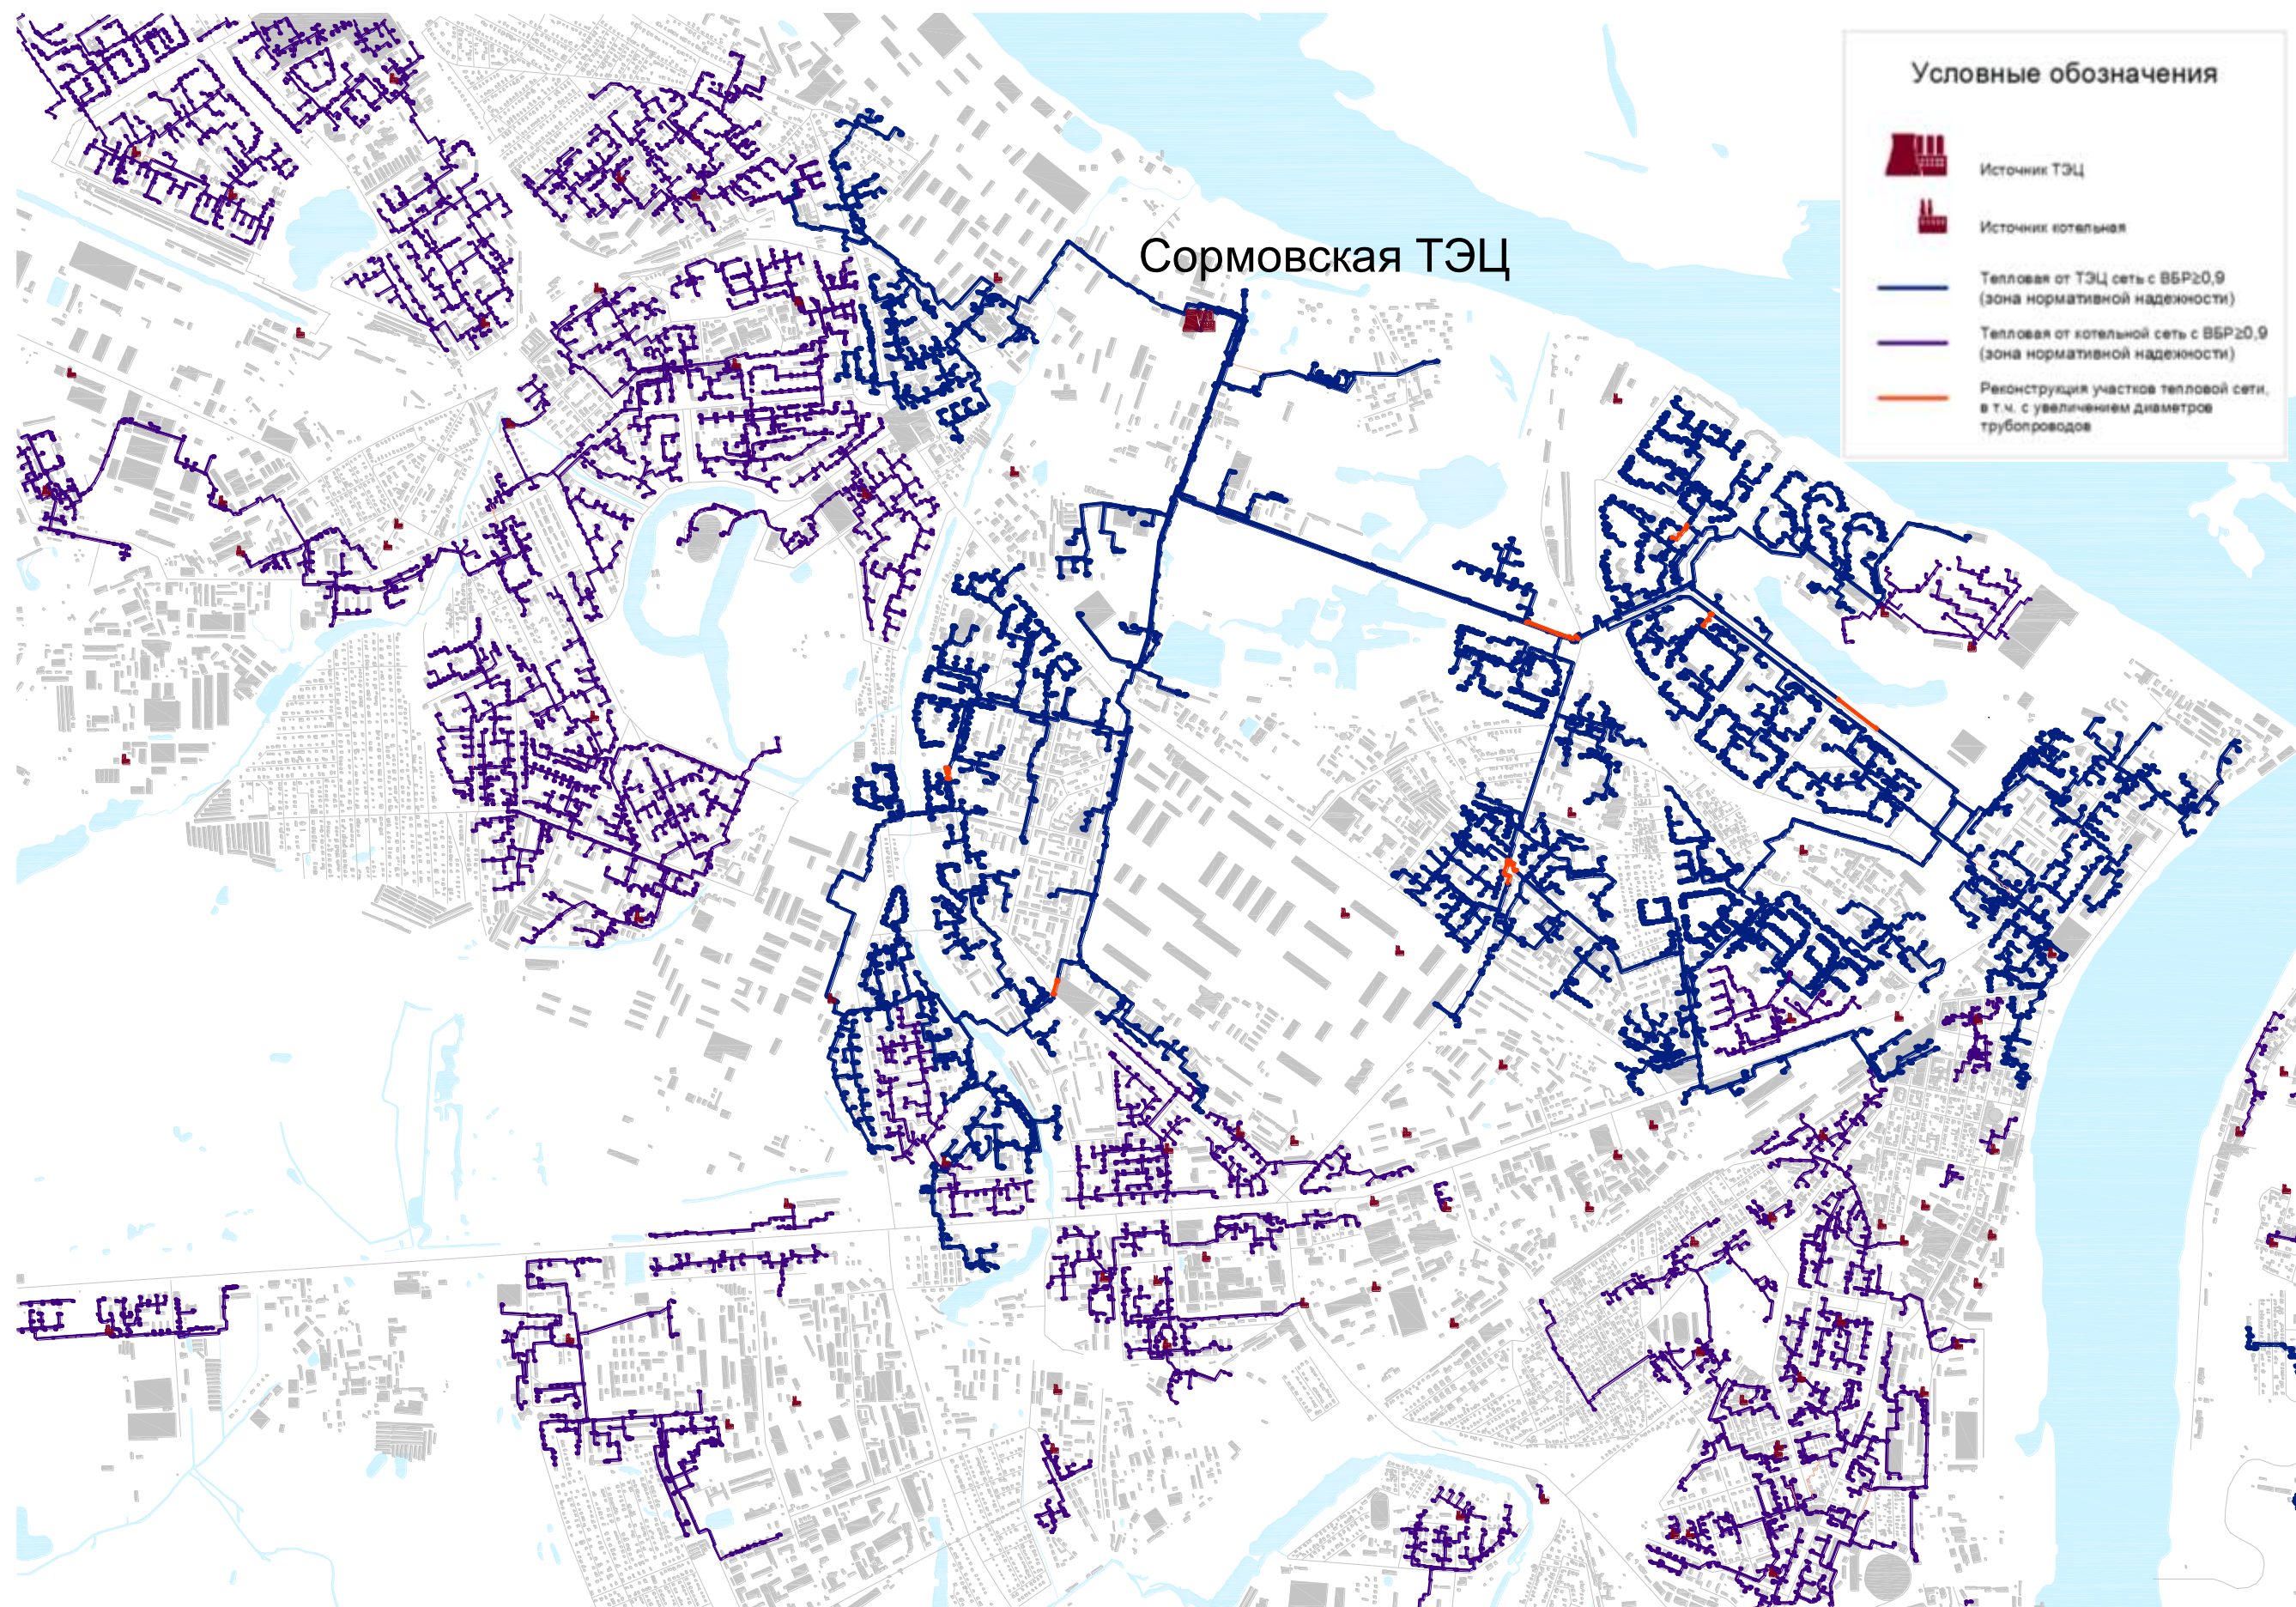 Условные обозначения
Источник ТЭЦ
Источник котельная
Тепловая от ТЭЦ сеть с ВБР≥0,9
(зона нормативной надежности)
Тепловая от котельной сеть с ВБР≥0,9
(зона нормативной надежности)
Реконструкция участков тепловой сети,
в т.ч. с увеличением диаметров
трубопроводов
Сормовская ТЭЦ